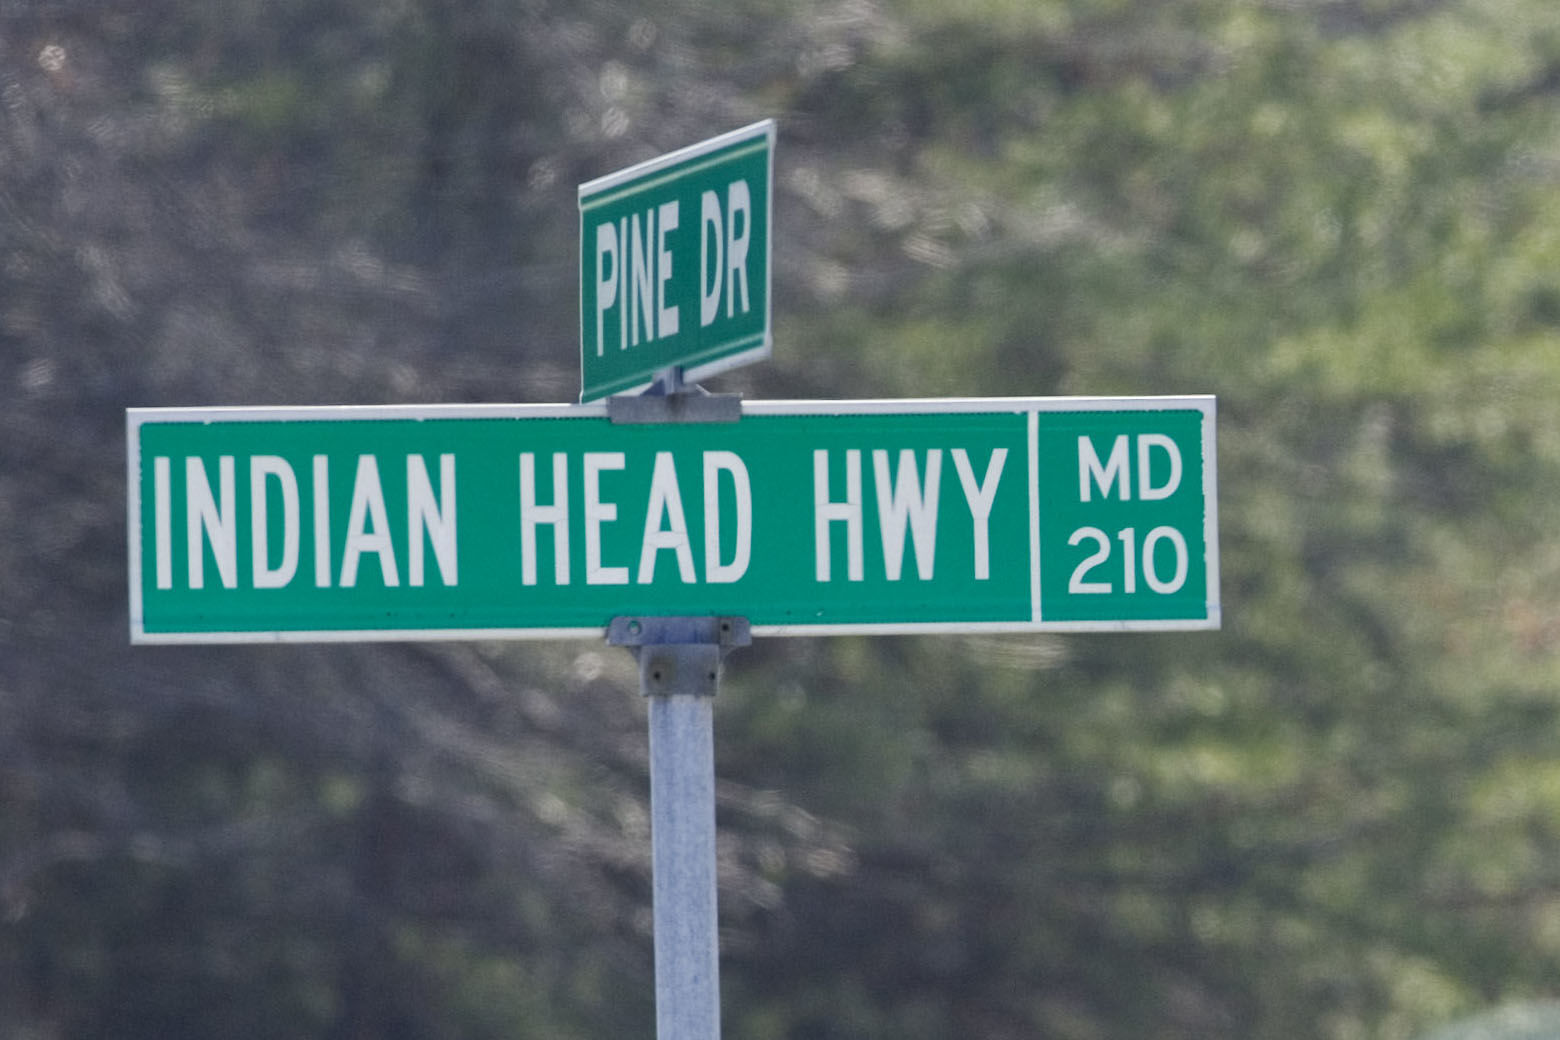 PINE DR
INDIAN HEAD HWY
MD
210